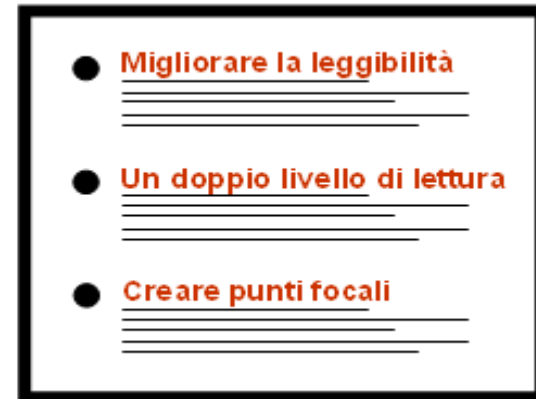 Migliorare la leggibilità
Un doppio livello di lettura
Creare punti focali